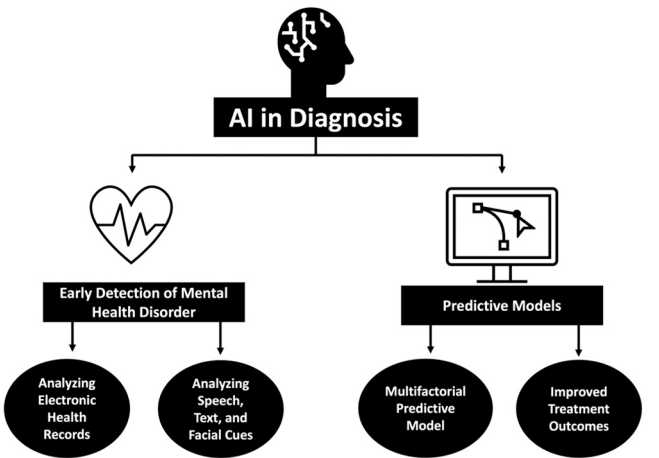 AI in Diagnosis
Early Detection of Mental
Health Disorder
Predictive Models
Analyzing
Electronic
Health
Records
Analyzing
Speech,
Text, and
Facial Cues
Multifactorial
Predictive
Model
Improved
Treatment
Outcomes